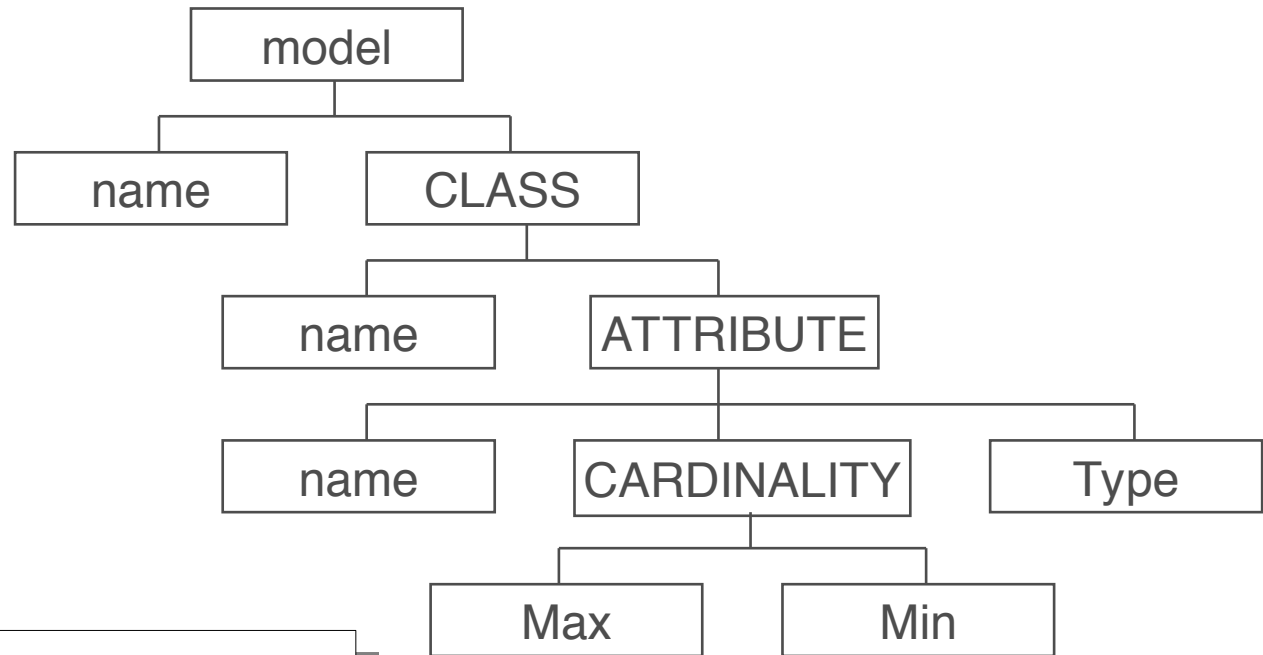 model
name CLASS
name ATTRIBUTE
name CARDINALITY Type
Max Min